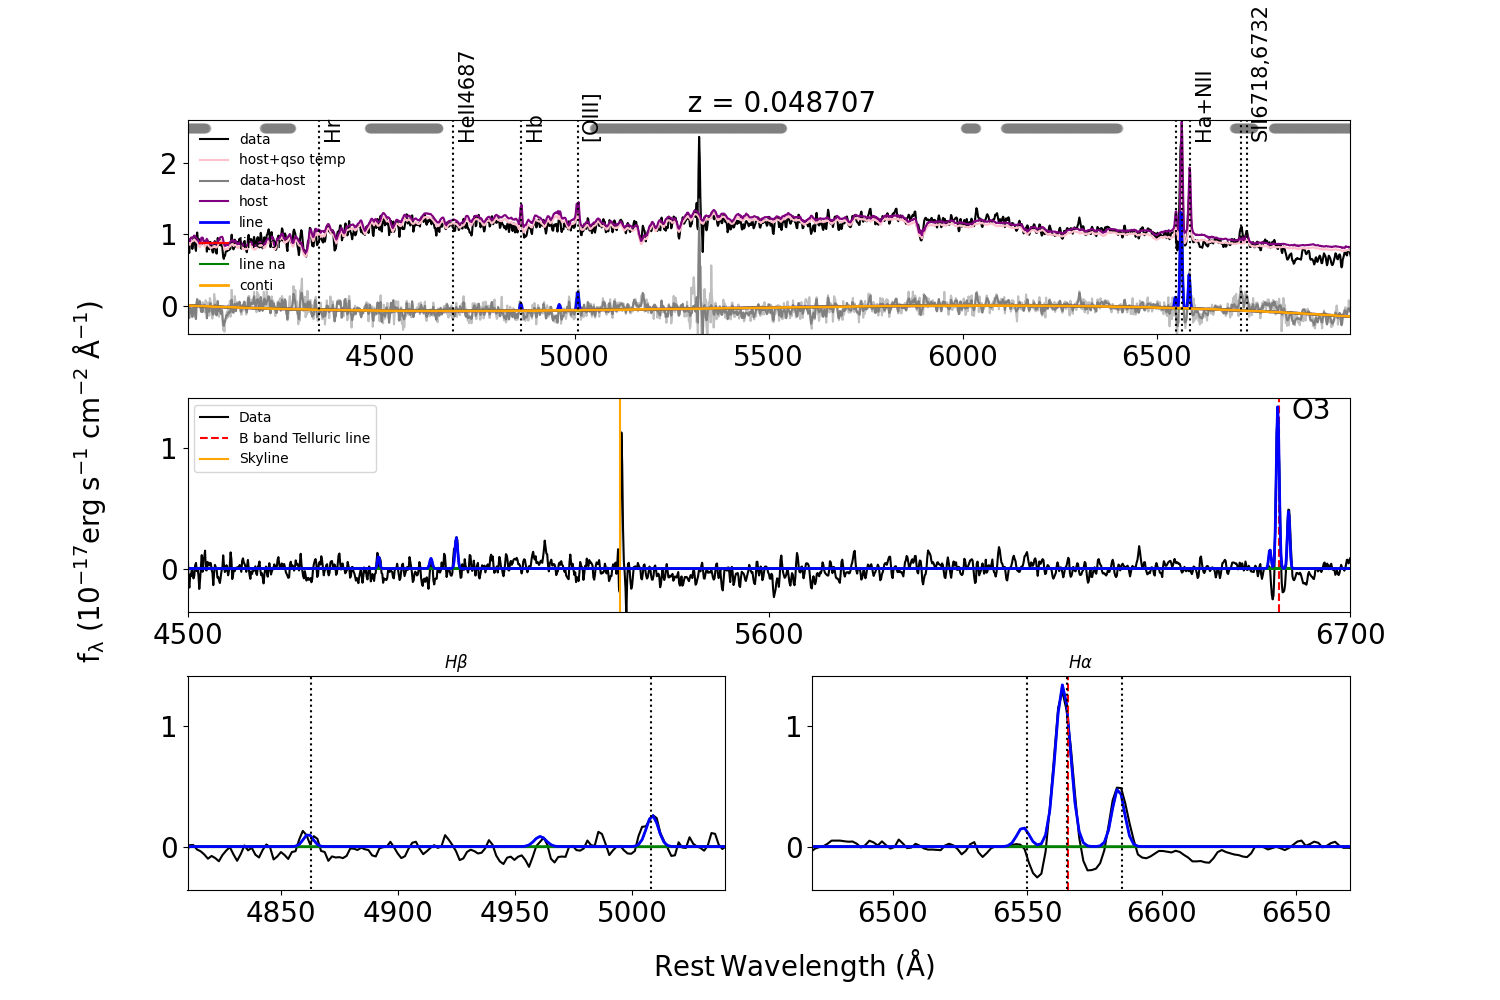 z = 0.048707
Hr
HeII4687
Hb
[OIII]
Ha+NII
SII6718,6732
data
host+qso temp
data-host
host
line
line na
conti
2
1
0
4500 5000 5500 6000 6500
Data
B band Telluric line
Skyline
O3
1
0
4500 5600 6700
fλ (10−17erg s−1 cm−2 Å−1)
Hβ
1
0
4850 4900 4950 5000
Hα
1
0
6500 6550 6600 6650
Rest Wavelength (Å)